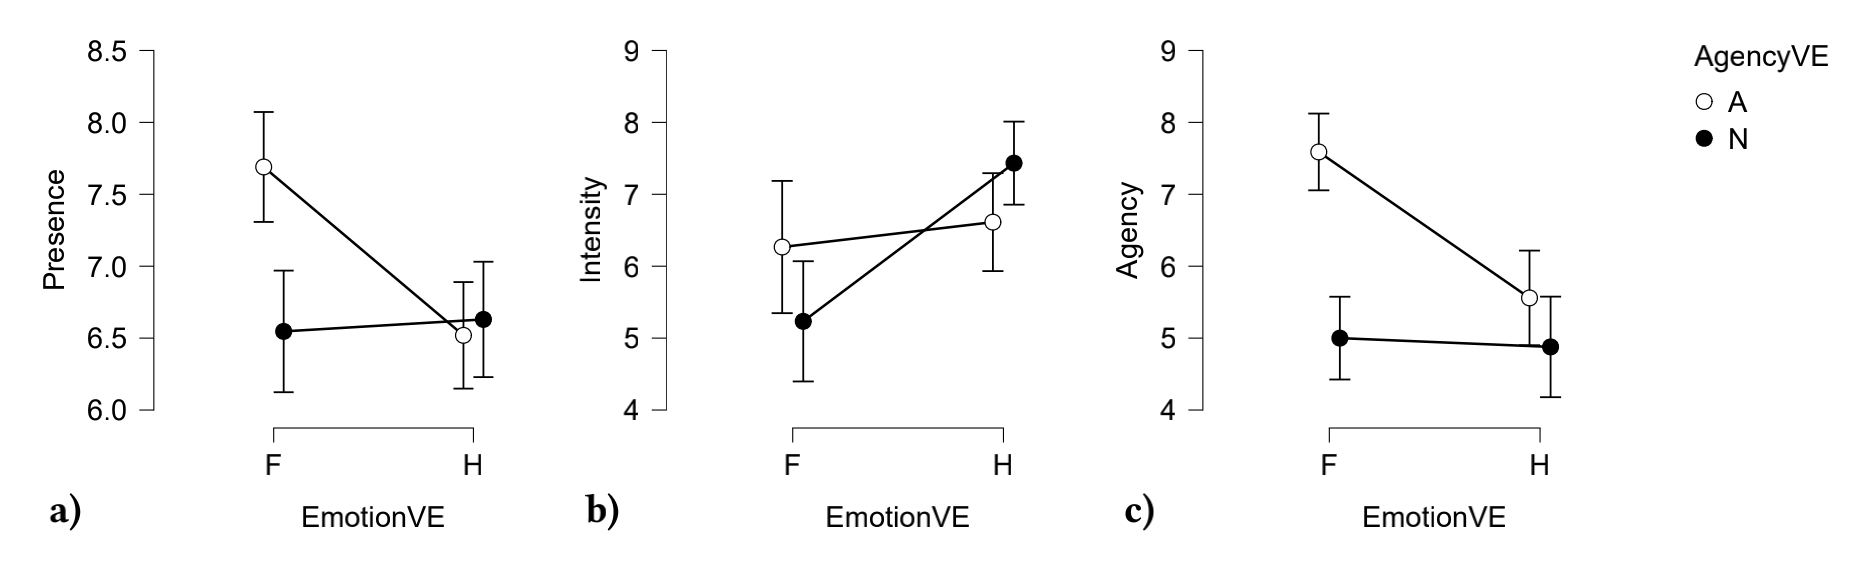 Presence
8.5
8.0
7.5
7.0
6.5
6.0
F H
EmotionVE
a)
Intensity
9
8
7
6
5
4
F H
EmotionVE
b)
Agency
9
8
7
6
5
4
F H
EmotionVE
c)
AgencyVE
A
N